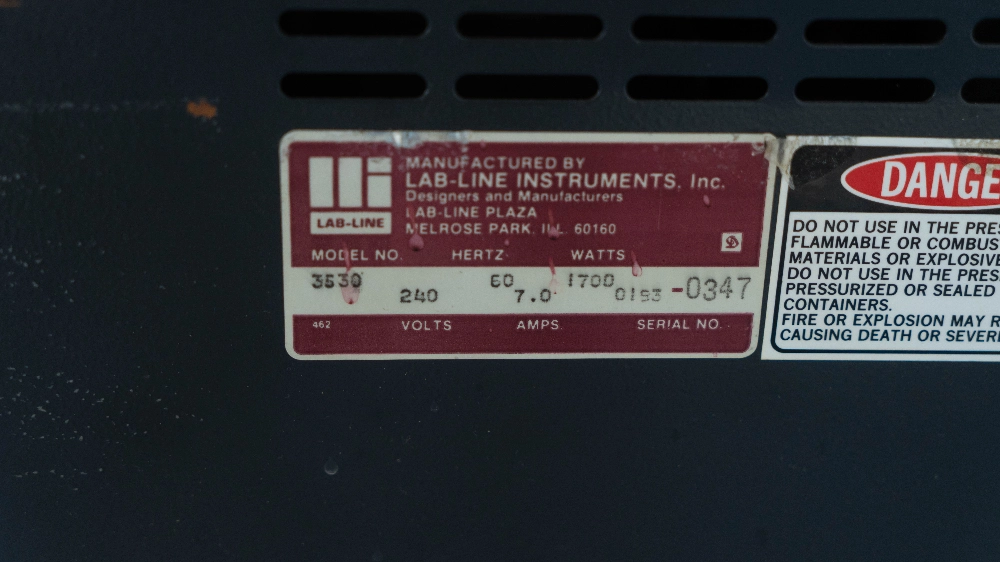 MANUFACTURED BY
LAB-LINE INSTRUMENTS, Inc.
Designers and Manufacturers
LAB-LINE PLAZA
MELROSE PARK, ILL. 60160
LAB-LINE
MODEL NO. HERTZ WATTS
3530 60 1700
240 7.0 0193-0347
462 VOLTS AMPS. SERIAL NO.
DANGE
DO NOT USE IN THE PRES
FLAMMABLE OR COMBUS
MATERIALS OR EXPLOSIVE
DO NOT USE IN THE PRES
PRESSURIZED OR SEALED
CONTAINERS.
FIRE OR EXPLOSION MAY R
CAUSING DEATH OR SEVER